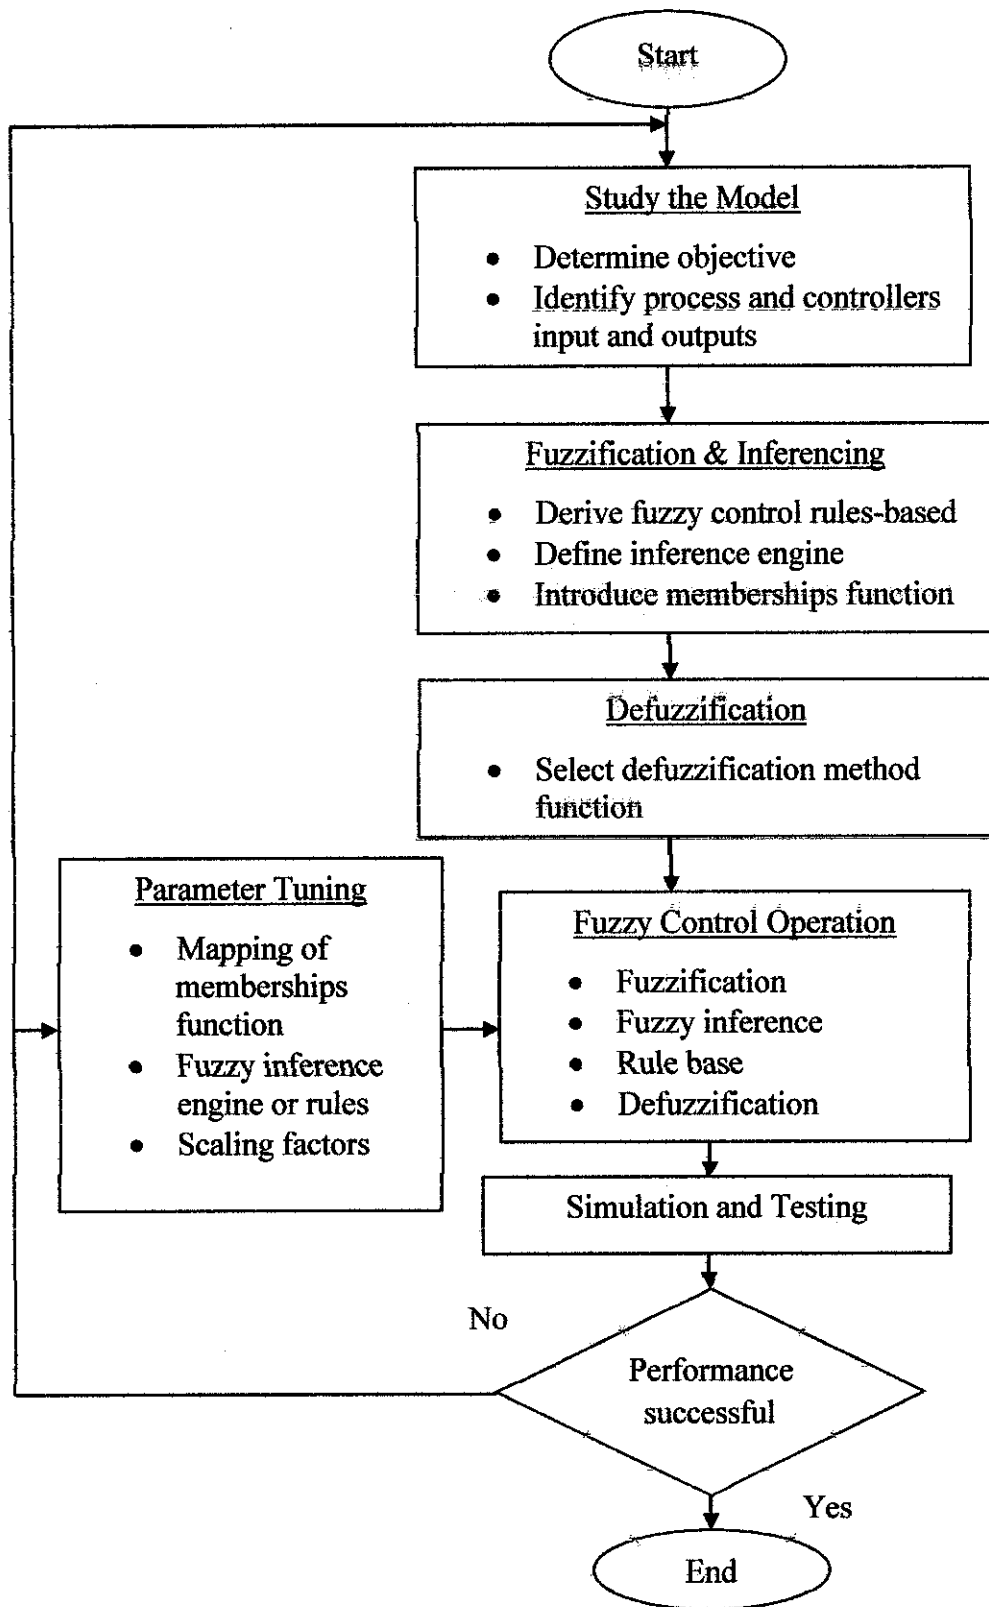 Start
Study the Model
• Determine objective
• Identify process and controllers
input and outputs
Fuzzification & Inferencing
• Derive fuzzy control rules-based
• Define inference engine
• Introduce memberships function
Defuzzification
• Select defuzzification method
function
Parameter Tuning
• Mapping of
memberships
function
• Fuzzy inference
engine or rules
• Scaling factors
Fuzzy Control Operation
• Fuzzification
• Fuzzy inference
• Rule base
• Defuzzification
Simulation and Testing
No
Performance
successful
Yes
End